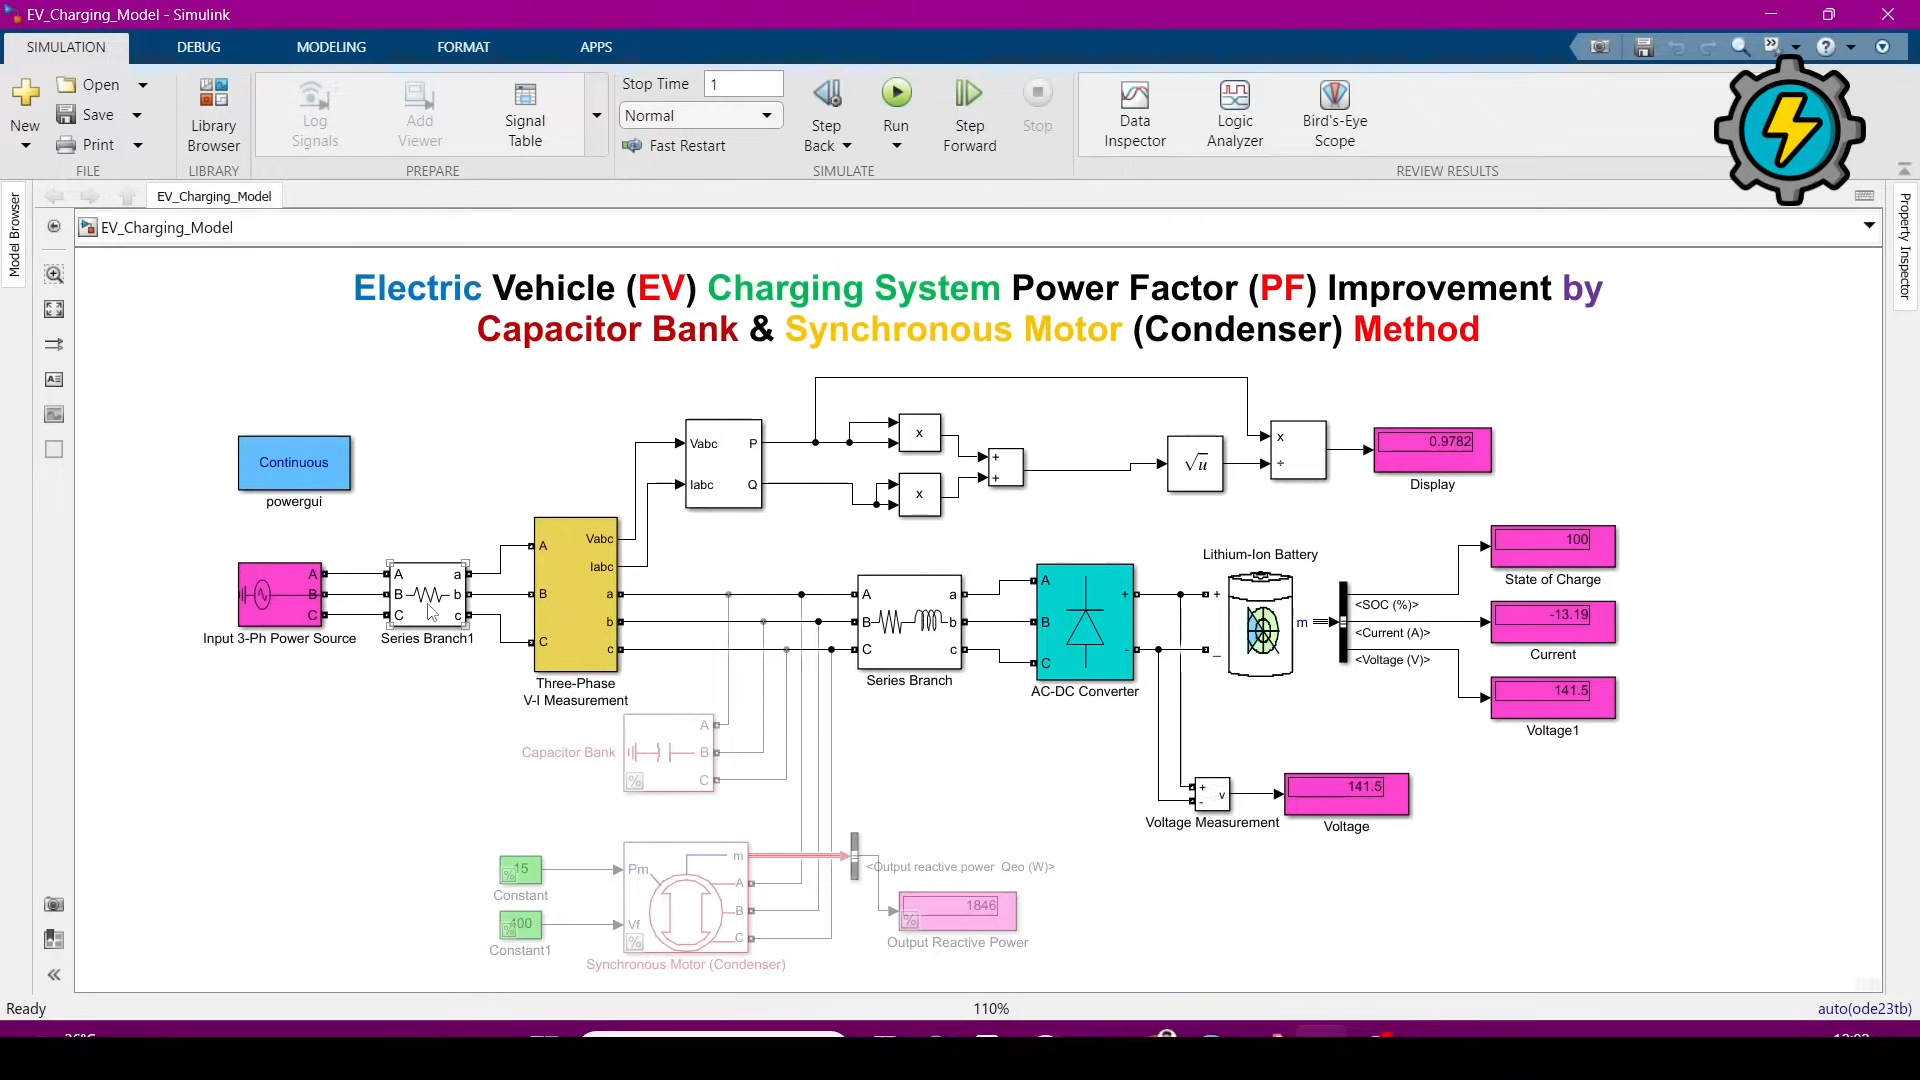 EV_Charging_Model - Simulink
SIMULATION
DEBUG
MODELING
FORMAT
APPS
New
Open
Save
Print
FILE
Library
Browser
LIBRARY
Log
Signals
Add
Viewer
Signal
Table
PREPARE
Stop Time 1
Normal
Fast Restart
Step
Back
Run
Step
Forward
Stop
SIMULATE
Data
Inspector
Logic
Analyzer
Bird's-Eye
Scope
REVIEW RESULTS
Model Browser
Property Inspector
EV_Charging_Model
EV_Charging_Model
Electric Vehicle (EV) Charging System Power Factor (PF) Improvement by
Capacitor Bank & Synchronous Motor (Condenser) Method
Continuous
powergui
Vabc P
Iabc Q
x
x
+
+
√u
x
÷
0.9782
Display
A
B
C
Input 3-Ph Power Source
A a
B b
C c
Series Branch1
A Vabc
Iabc
B a
b
C c
Three-Phase
V-I Measurement
A a
B b
C c
Series Branch
A +
B
C -
AC-DC Converter
Lithium-Ion Battery
+
m
_
<SOC (%)>
<Current (A)>
<Voltage (V)>
100
State of Charge
-13.19
Current
141.5
Voltage1
+
- v
Voltage Measurement
141.5
Voltage
Capacitor Bank
A
B
C
%
15
%
Constant
400
%
Constant1
Pm m
A
B
Vf
C
%
Synchronous Motor (Condenser)
<Output reactive power Qeo (W)>
1846
%
Output Reactive Power
Ready
110%
auto(ode23tb)